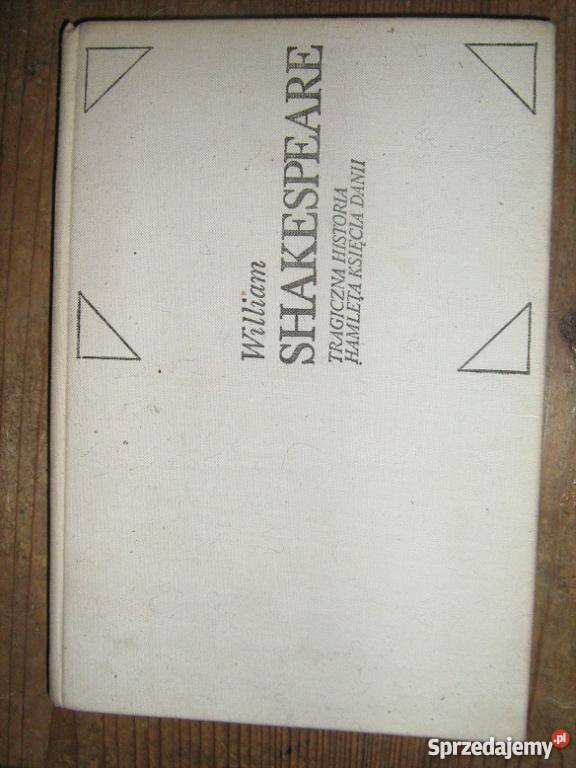 William
SHAKESPEARE
TRAGICZNA HISTORIA
HAMLETA KSIĘCIA DANII
Sprzedajemy.pl